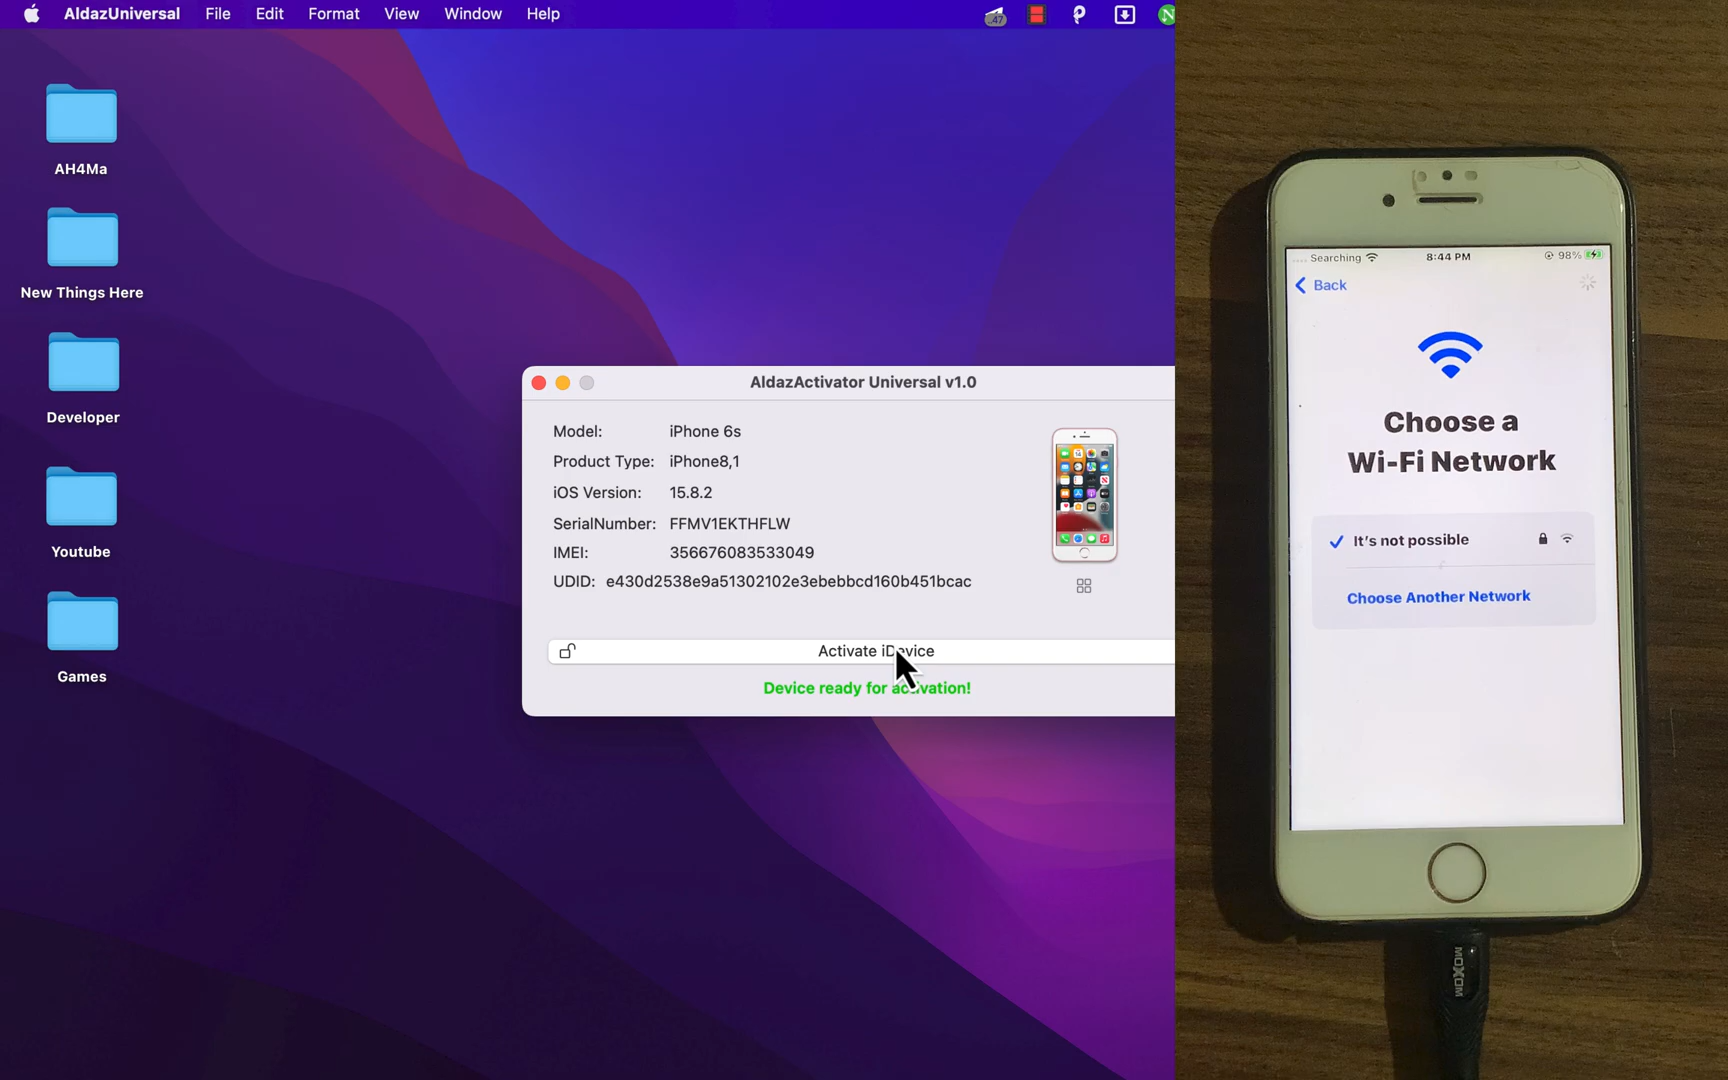 AldazUniversal File Edit Format View Window Help
.47
N
AH4Ma
New Things Here
Developer
Youtube
Games
AldazActivator Universal v1.0
Model: iPhone 6s
Product Type: iPhone8,1
iOS Version: 15.8.2
SerialNumber: FFMV1EKTHFLW
IMEI: 356676083533049
UDID: e430d2538e9a51302102e3ebebbcd160b451bcac
Activate iDevice
Device ready for activation!
Searching 8:44 PM 98%
Back
Choose a
Wi-Fi Network
It's not possible
Choose Another Network
MOXOM